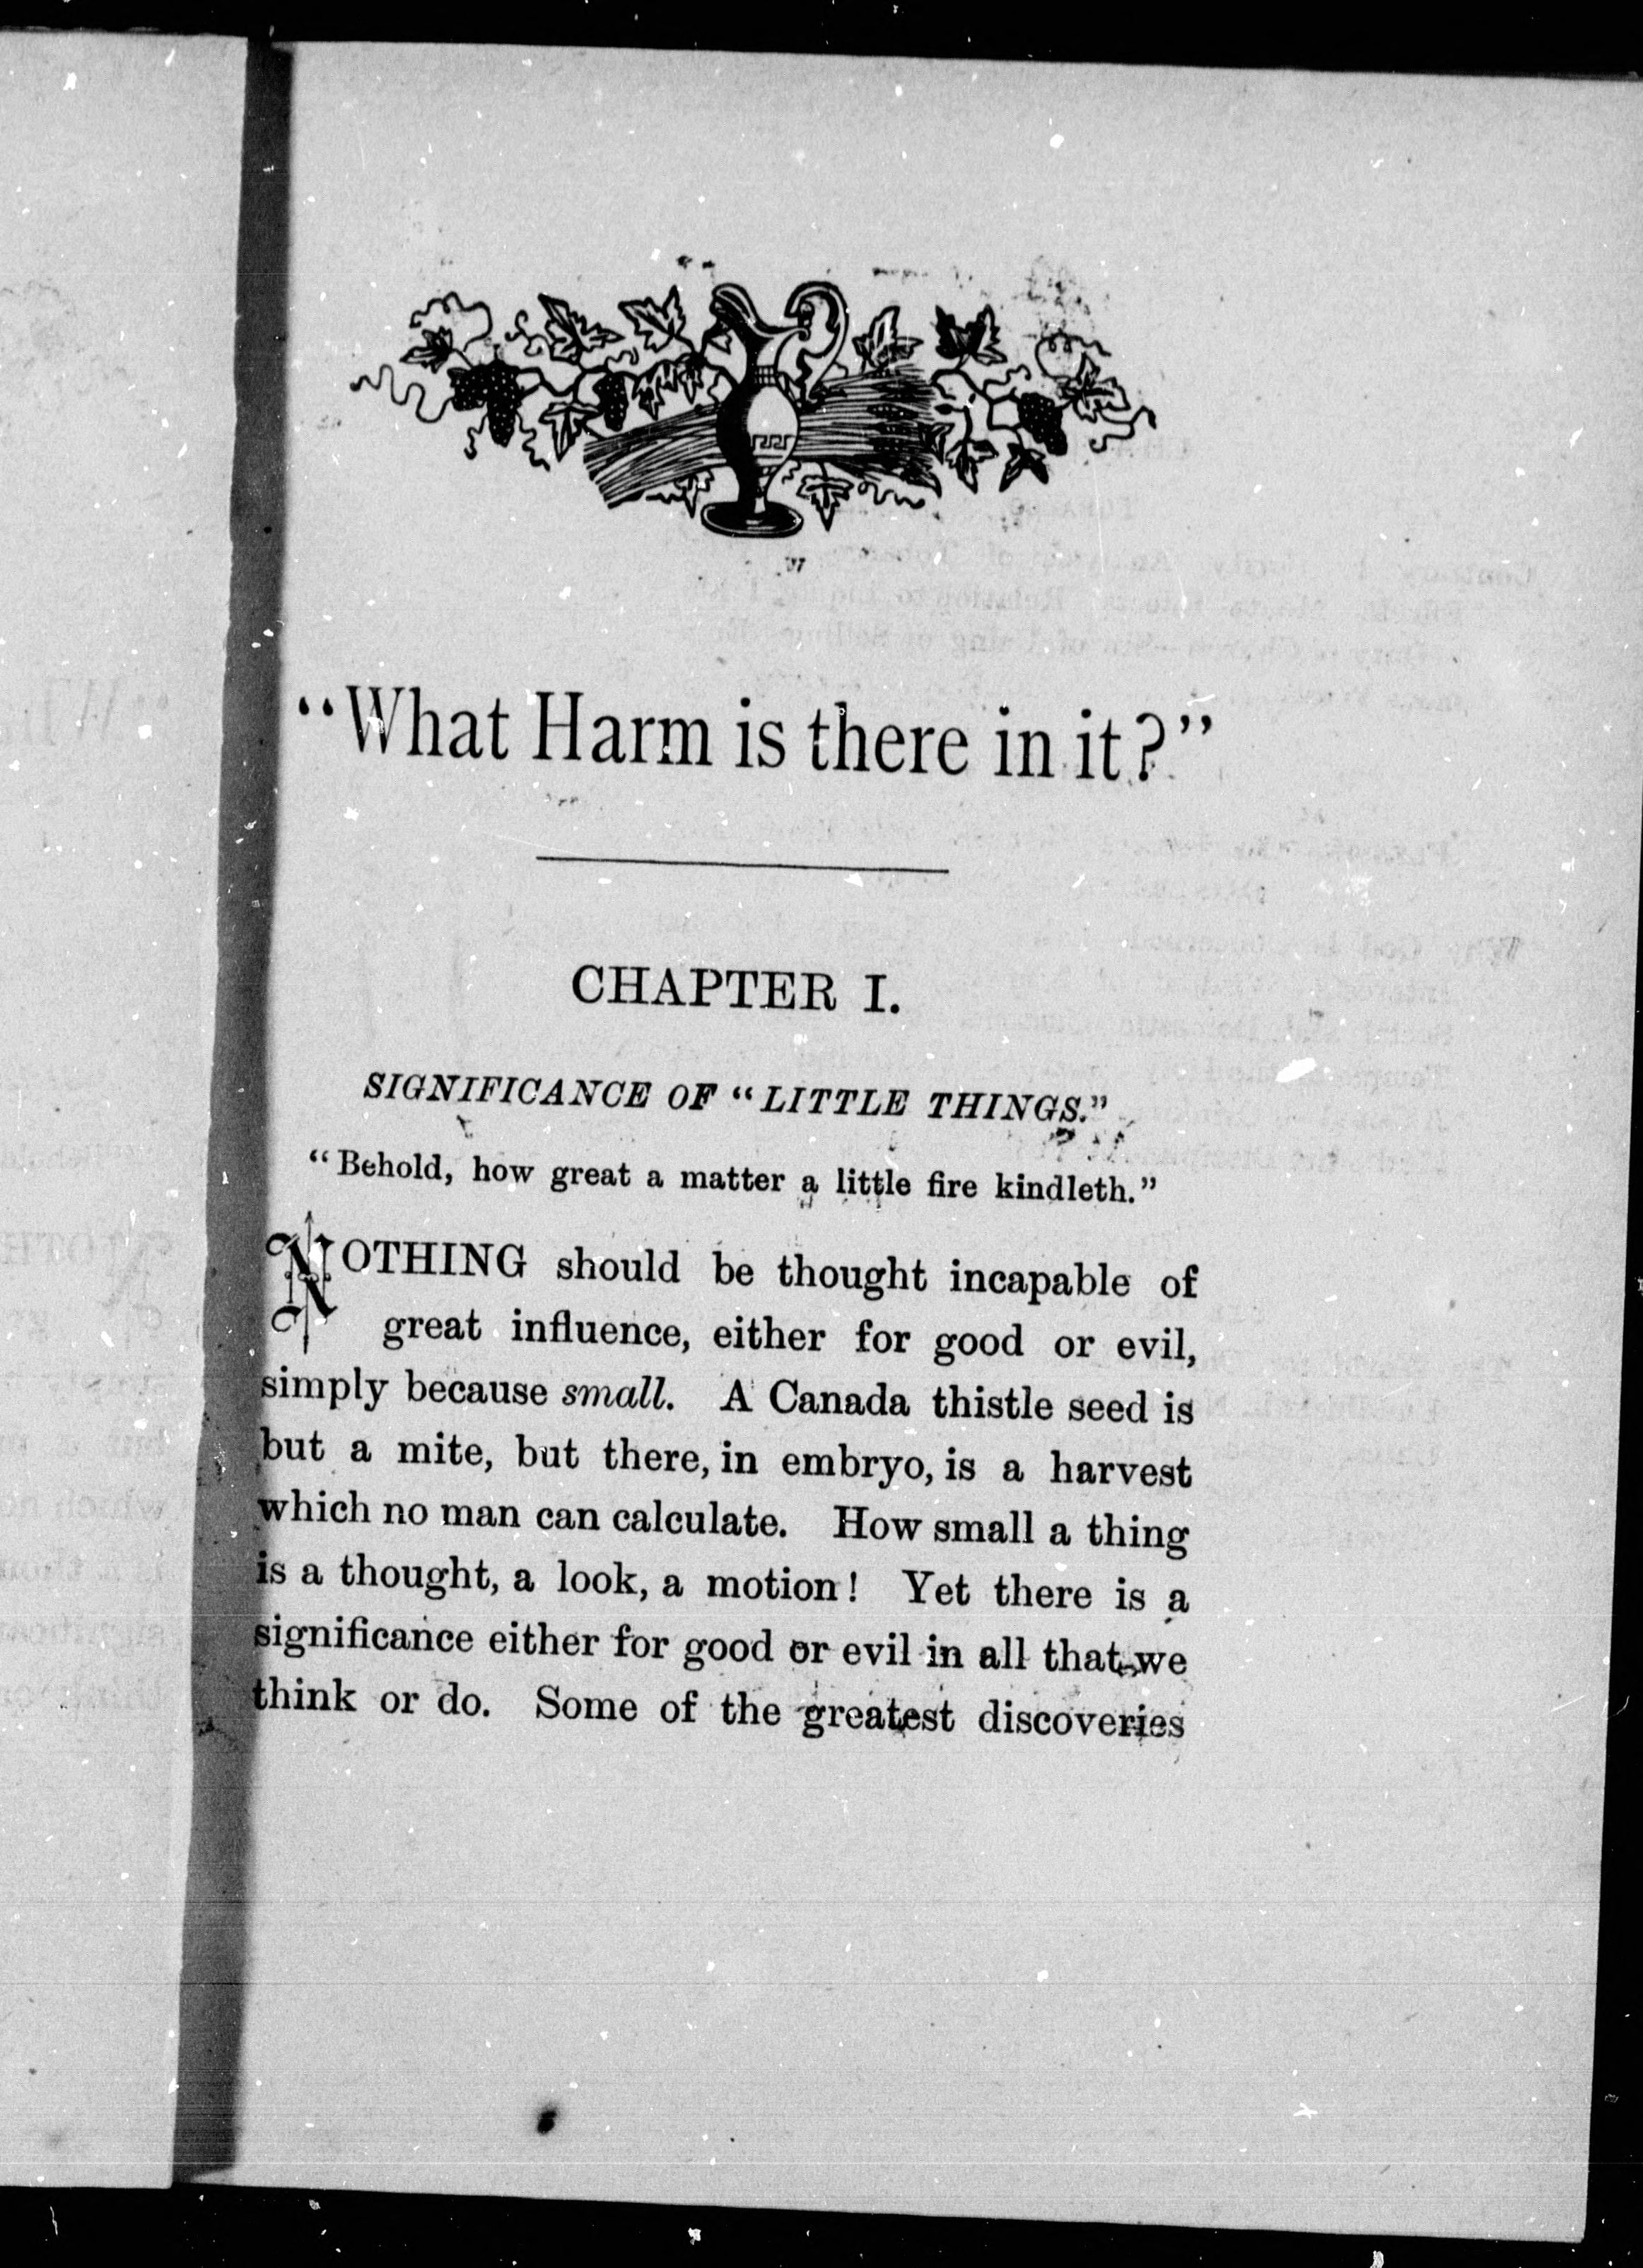 “What Harm is there in it?”
CHAPTER I.
SIGNIFICANCE OF “LITTLE THINGS.”
“Behold, how great a matter a little fire kindleth.”
NOTHING should be thought incapable of
great influence, either for good or evil,
simply because small. A Canada thistle seed is
but a mite, but there, in embryo, is a harvest
which no man can calculate. How small a thing
is a thought, a look, a motion! Yet there is a
significance either for good or evil in all that we
think or do. Some of the greatest discoveries